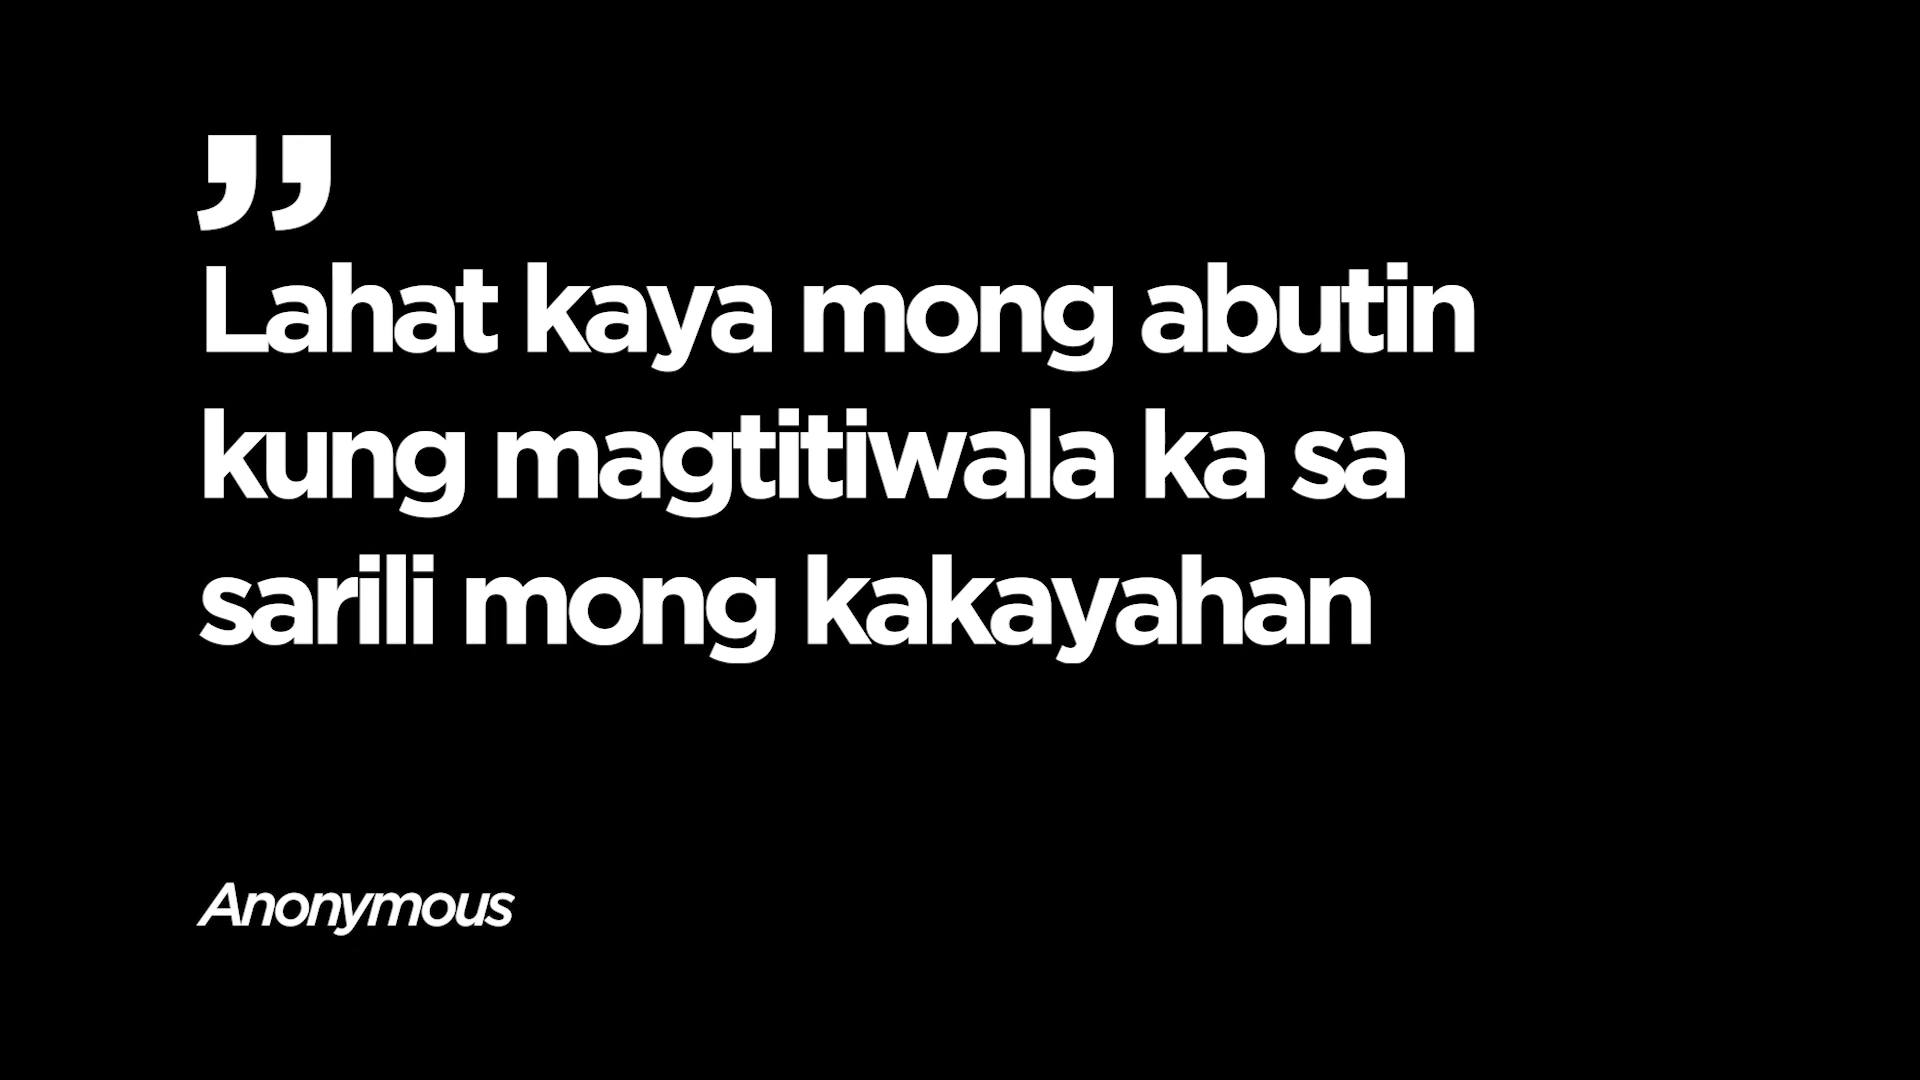 ”
Lahat kaya mong abutin
kung magtitiwala ka sa
sarili mong kakayahan
Anonymous